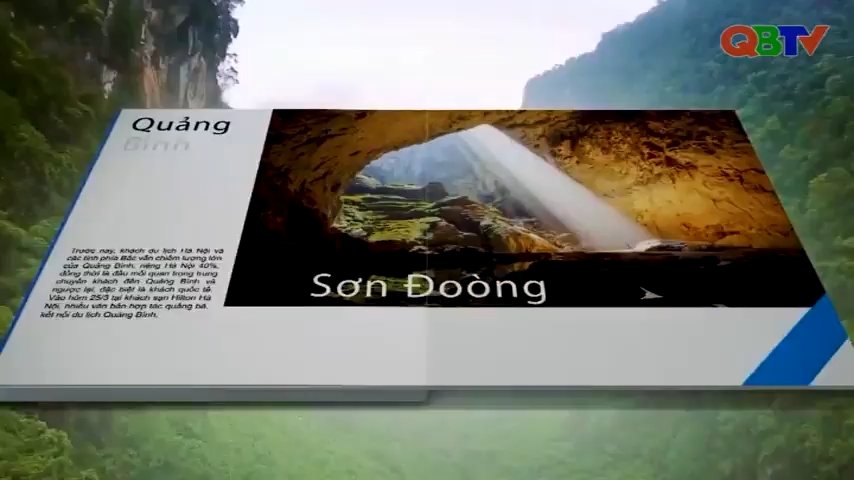 QBTV
Quảng
Bình
Trước nay, khách du lịch Hà Nội và
các tỉnh phía Bắc vẫn chiếm lượng lớn
của Quảng Bình, riêng Hà Nội 40%,
đồng thời là đầu mối quan trọng trung
chuyển khách đến Quảng Bình và
ngược lại, đặc biệt là khách quốc tế.
Vào hôm 25/3 tại khách sạn Hilton Hà
Nội, nhiều văn bản hợp tác quảng bá,
kết nối du lịch Quảng Bình.
Sơn Đoòng